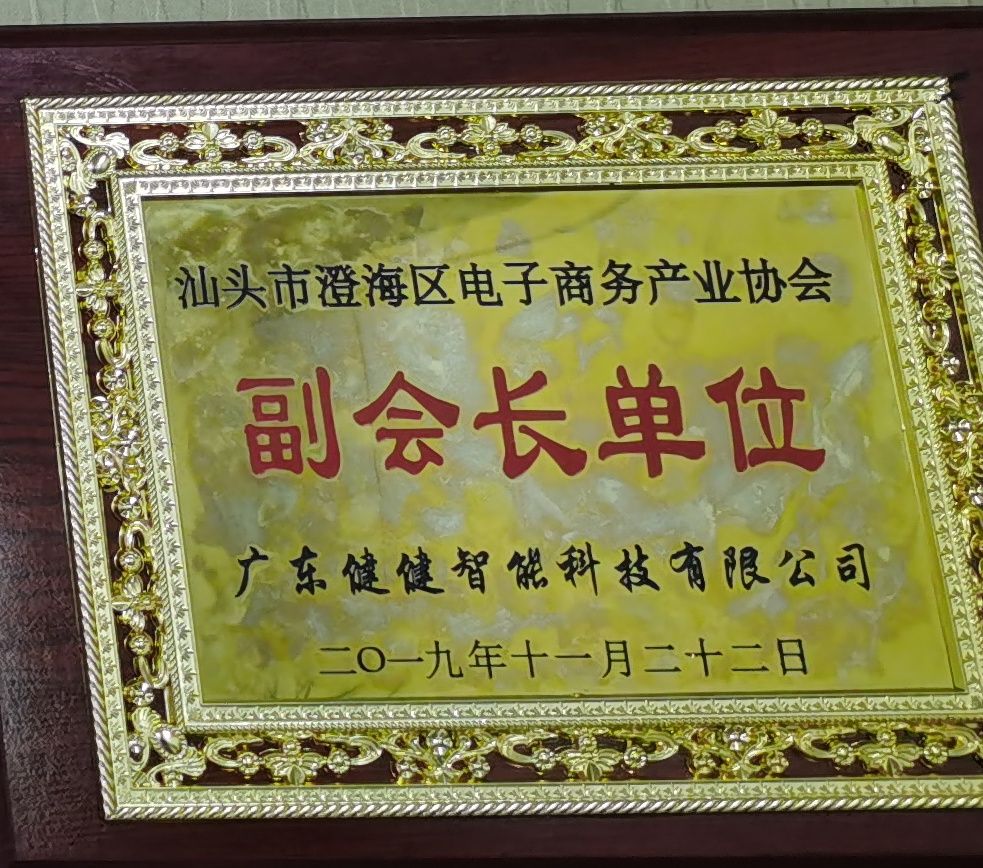 汕头市澄海区电子商务产业协会
副会长单位
广东健健智能科技有限公司
二〇一九年十一月二十二日